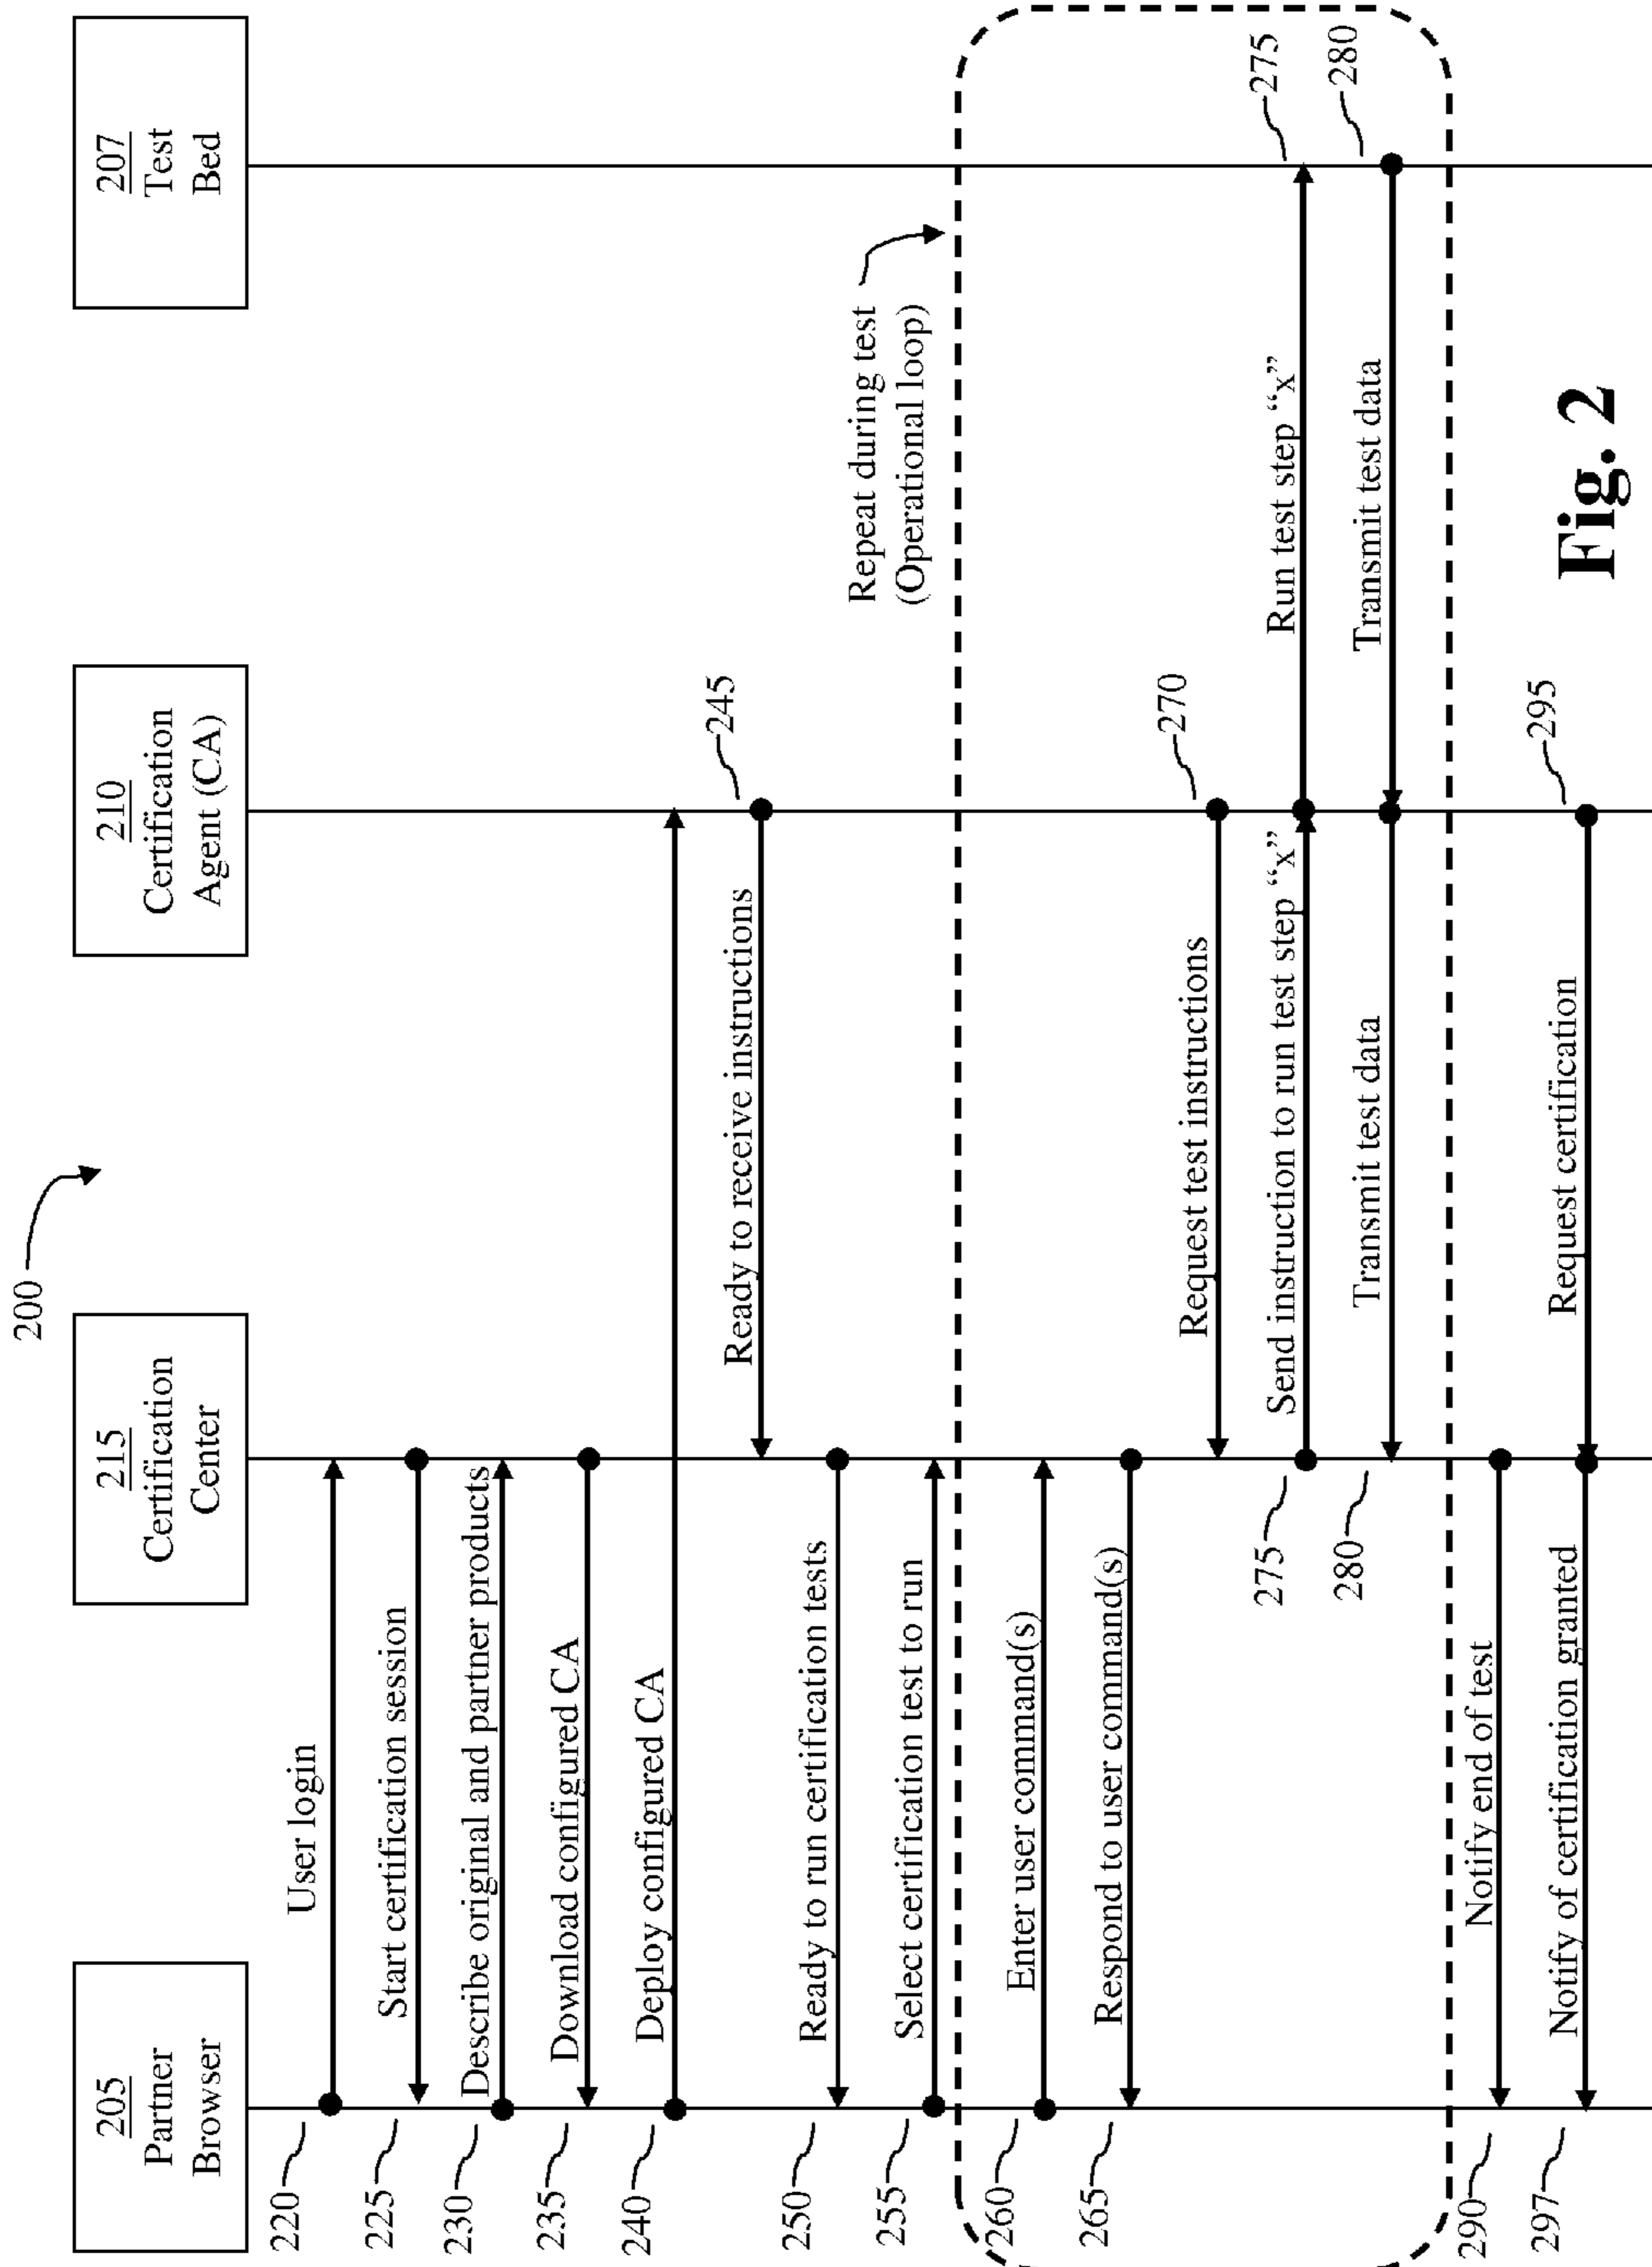 200
205
Partner
Browser
215
Certification
Center
210
Certification
Agent (CA)
207
Test
Bed
220
User login
225
Start certification session
230
Describe original and partner products
235
Download configured CA
240
Deploy configured CA
245
Ready to receive instructions
250
Ready to run certification tests
255
Select certification test to run
Repeat during test
(Operational loop)
260
Enter user command(s)
265
Respond to user command(s)
270
Request test instructions
275
Send instruction to run test step “x”
Run test step “x”
275
280
Transmit test data
Transmit test data
280
290
Notify end of test
295
Request certification
297
Notify of certification granted
Fig. 2